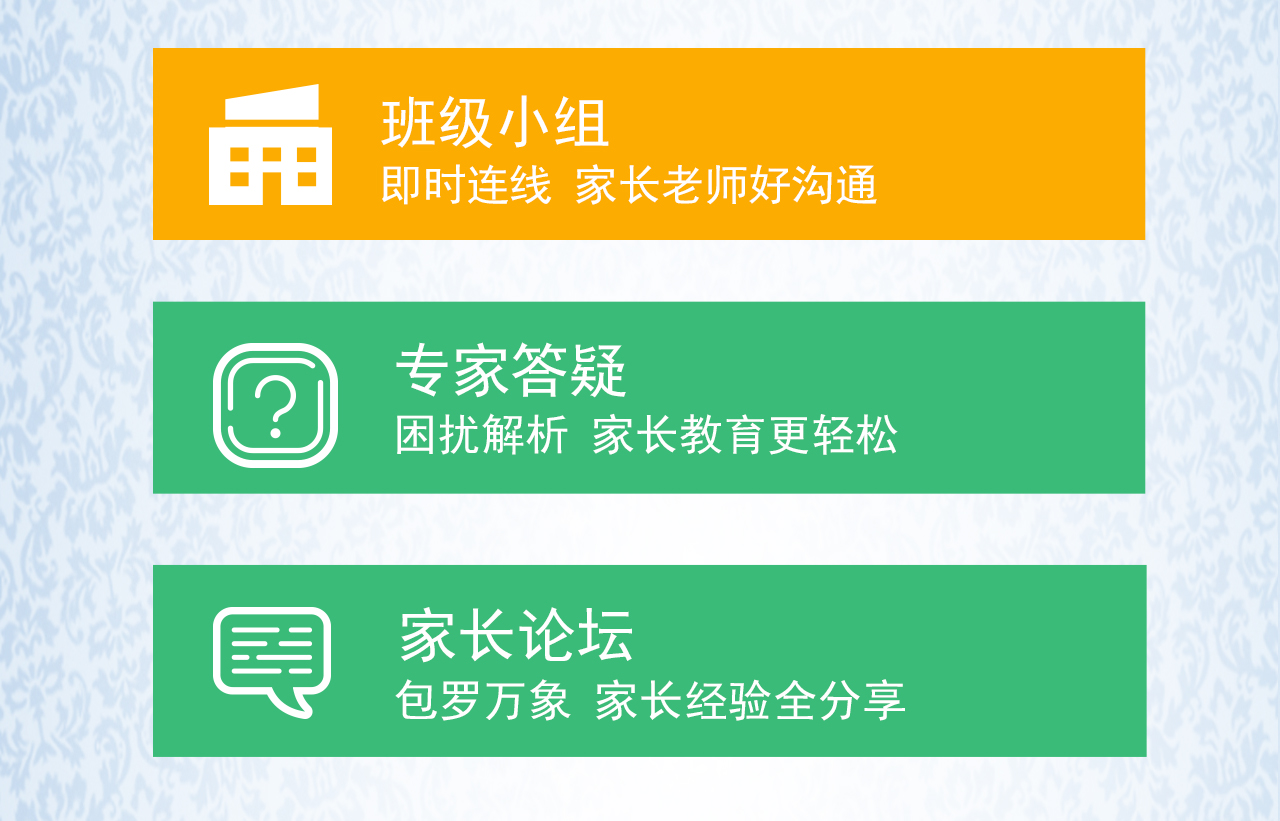 班级小组
即时连线 家长老师好沟通
专家答疑
困扰解析 家长教育更轻松
家长论坛
包罗万象 家长经验全分享